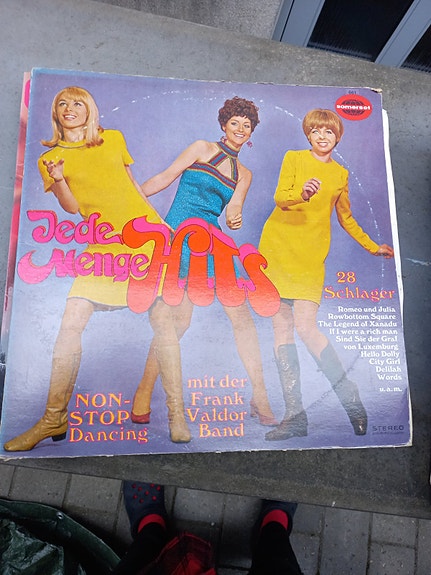 somerset
Jede
Menge
Hits
28
Schlager
Romeo und Julia
Rowbottom Square
The Legend of Xanadu
If I were a rich man
Sind Sie der Graf
von Luxemburg
Hello Dolly
City Girl
Delilah
Words
u.a.m.
NON-
STOP
Dancing
mit der
Frank
Valdor
Band
STEREO